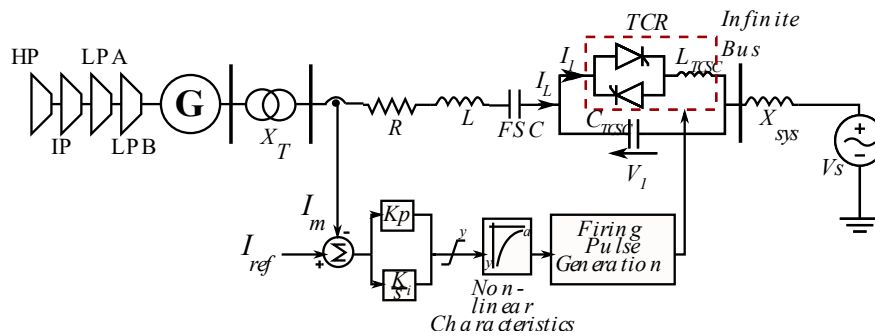 TCR
Infinite
Bus
HP
LPA
I_1
L_TCSC
I_L
G
IP
LPB
X_T
R
L
FSC
C_TCSC
V_1
X_sys
Vs
I_m
Kp
I_ref
Σ
K_i
s
y
y
a
Firing
Pulse
Generation
Non-
linear
Characteristics